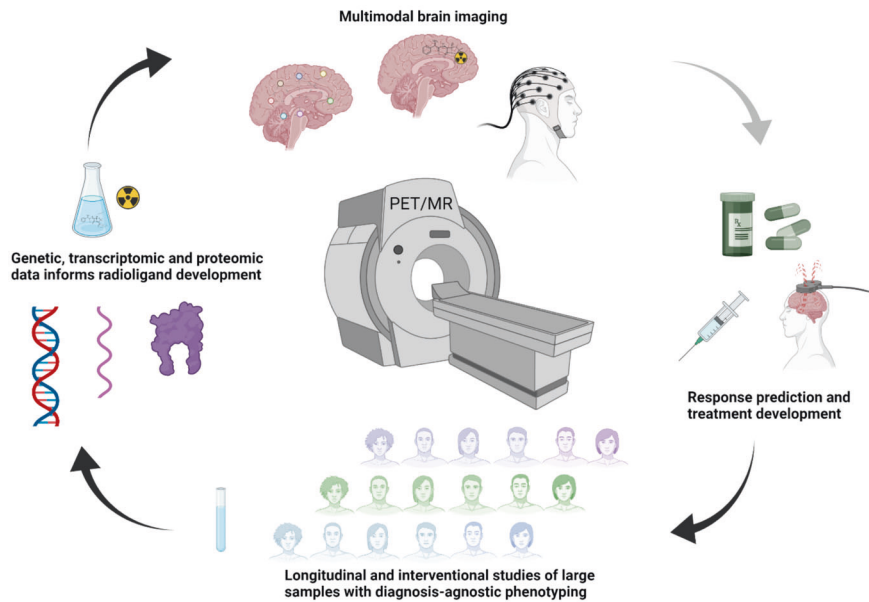 Multimodal brain imaging
PET/MR
Genetic, transcriptomic and proteomic
data informs radioligand development
Response prediction and
treatment development
Longitudinal and interventional studies of large
samples with diagnosis-agnostic phenotyping